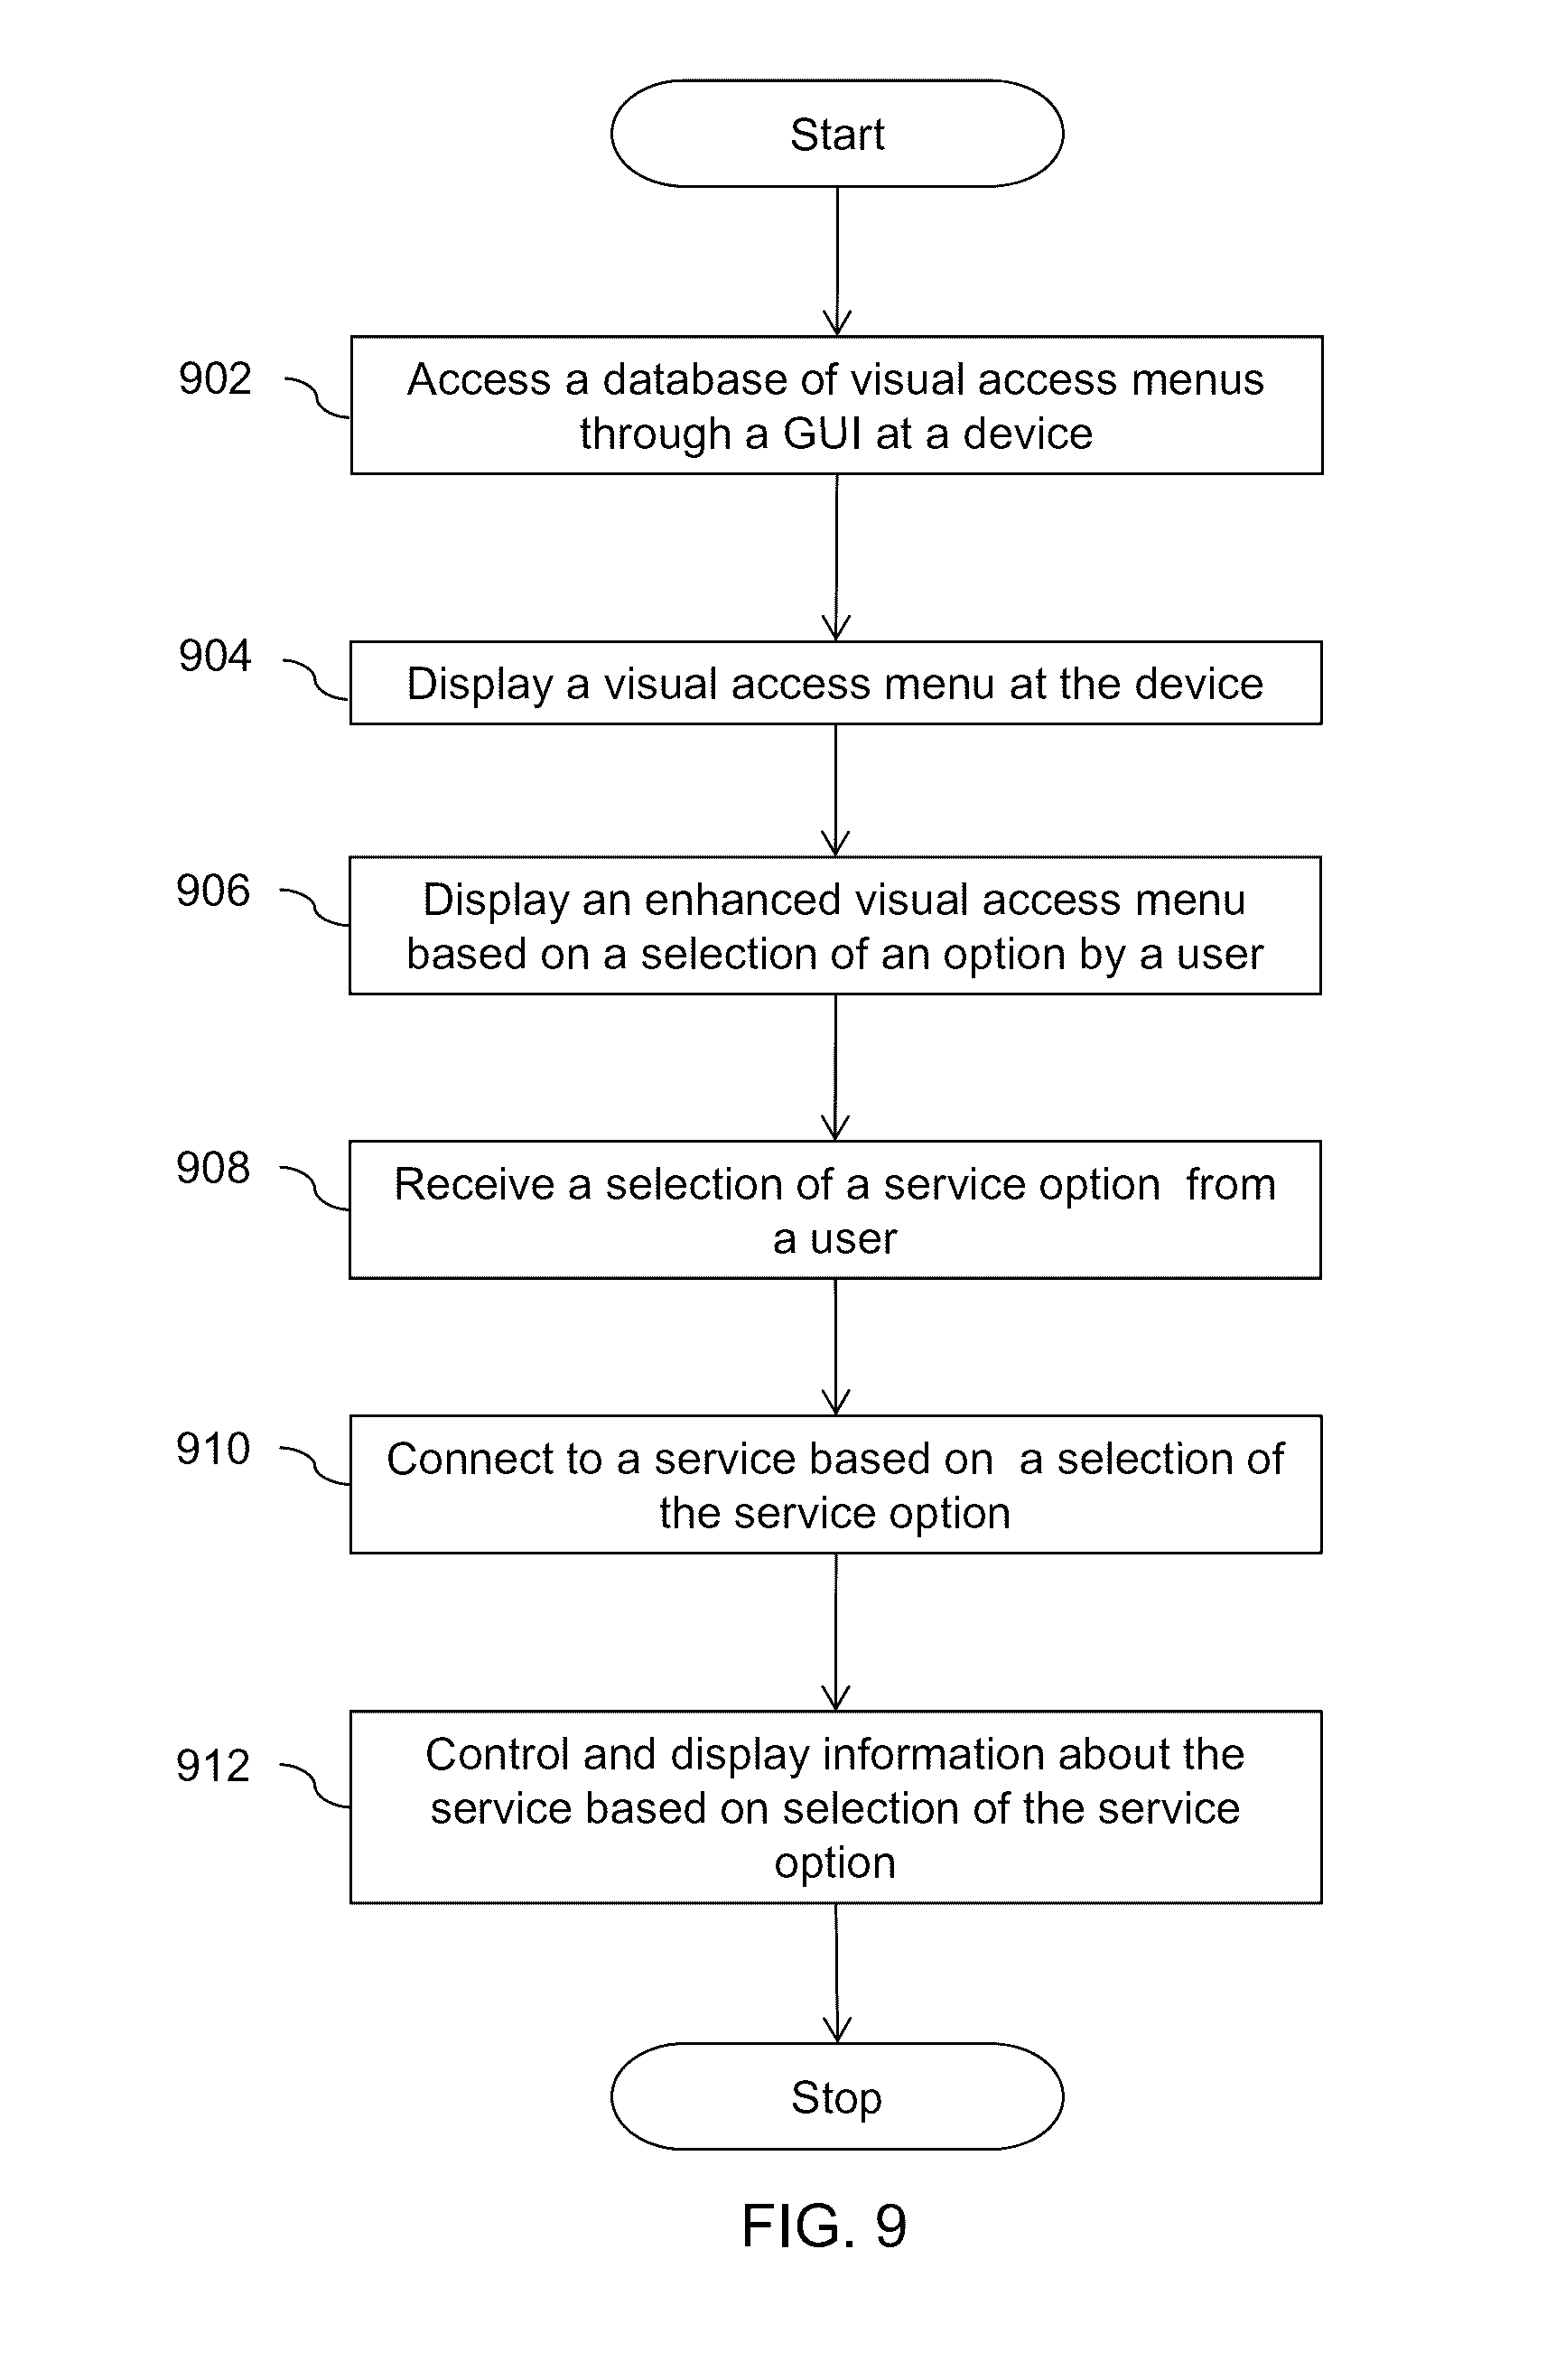 Start
902
Access a database of visual access menus
through a GUI at a device
904
Display a visual access menu at the device
906
Display an enhanced visual access menu
based on a selection of an option by a user
908
Receive a selection of a service option  from
a user
910
Connect to a service based on  a selection of
the service option
912
Control and display information about the
service based on selection of the service
option
Stop
FIG. 9